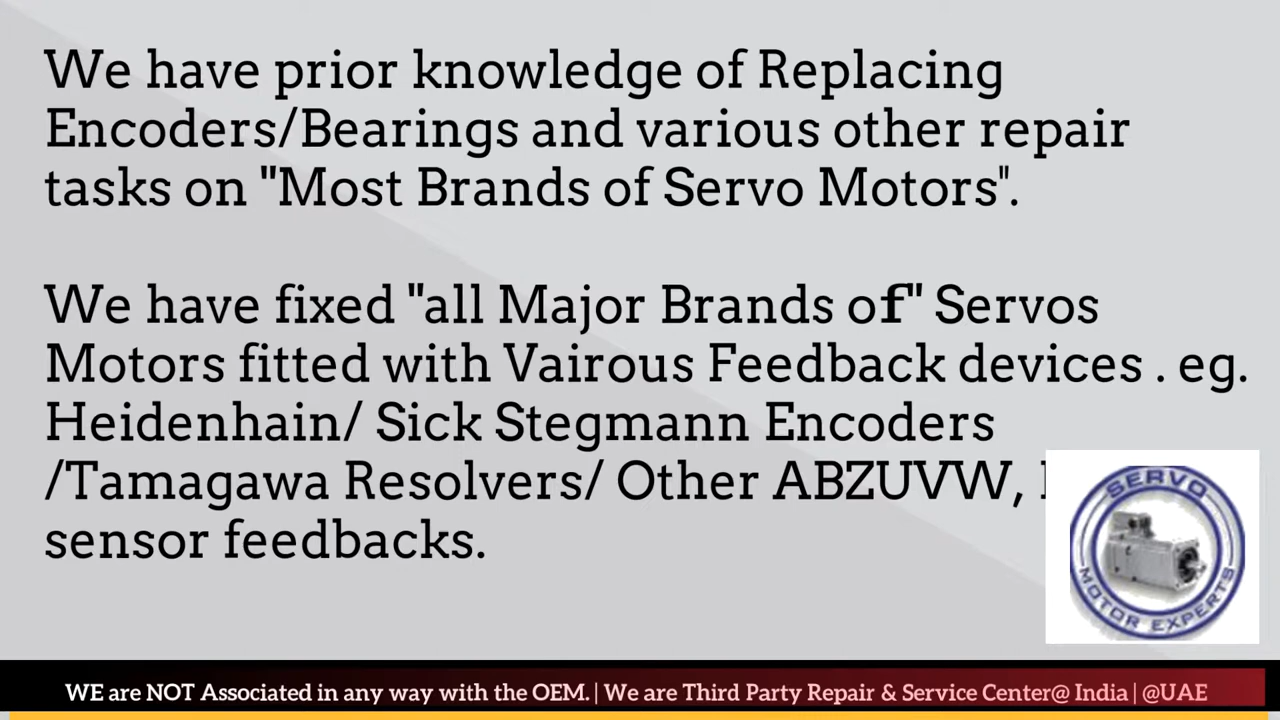 We have prior knowledge of Replacing
Encoders/Bearings and various other repair
tasks on "Most Brands of Servo Motors".
We have fixed "all Major Brands of" Servos
Motors fitted with Vairous Feedback devices . eg.
Heidenhain/ Sick Stegmann Encoders
/Tamagawa Resolvers/ Other ABZUVW,
sensor feedbacks.
SERVO
MOTOR EXPERTS
WE are NOT Associated in any way with the OEM. | We are Third Party Repair & Service Center@ India | @UAE